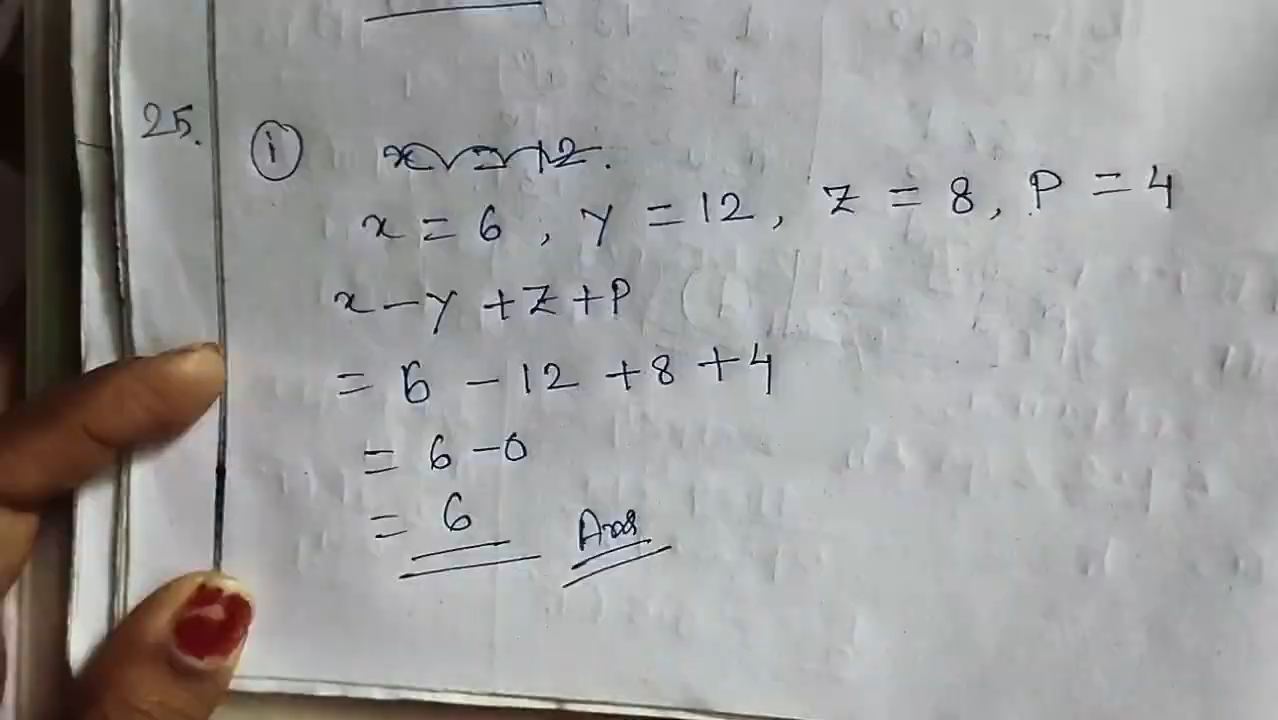 25. (i) x = 12.
x = 6, y = 12, z = 8, P = 4
x - y + z + P
= 6 - 12 + 8 + 4
= 6 - 0
= 6 Ans